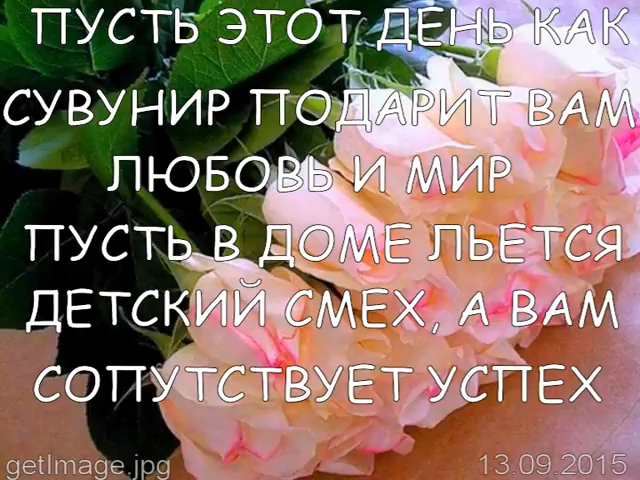 ПУСТЬ ЭТОТ ДЕНЬ КАК
СУВУНИР ПОДАРИТ ВАМ
ЛЮБОВЬ И МИР
ПУСТЬ В ДОМЕ ЛЬЕТСЯ
ДЕТСКИЙ СМЕХ, А ВАМ
СОПУТСТВУЕТ УСПЕХ
getImage.jpg 13.09.2015